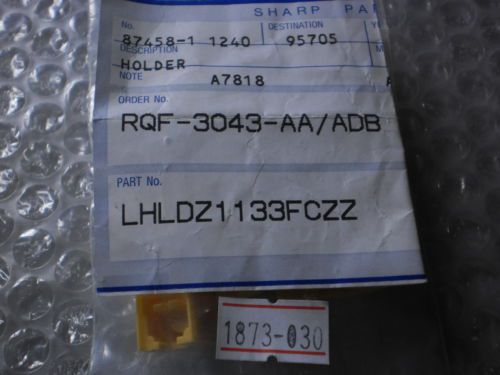 SHARP PA
No. DESTINATION
87458-1 1240 95705
DESCRIPTION
HOLDER
NOTE A7818
ORDER No.
RQF-3043-AA/ADB
PART No.
LHLDZ1133FCZZ
1873-030